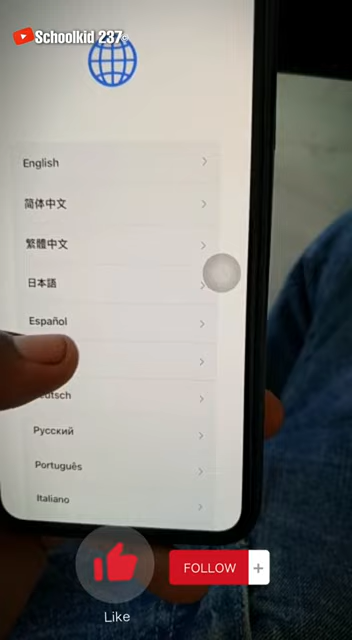 Schoolkid 237
English
简体中文
繁體中文
日本語
Español
utsch
Русский
Português
Italiano
FOLLOW +
Like